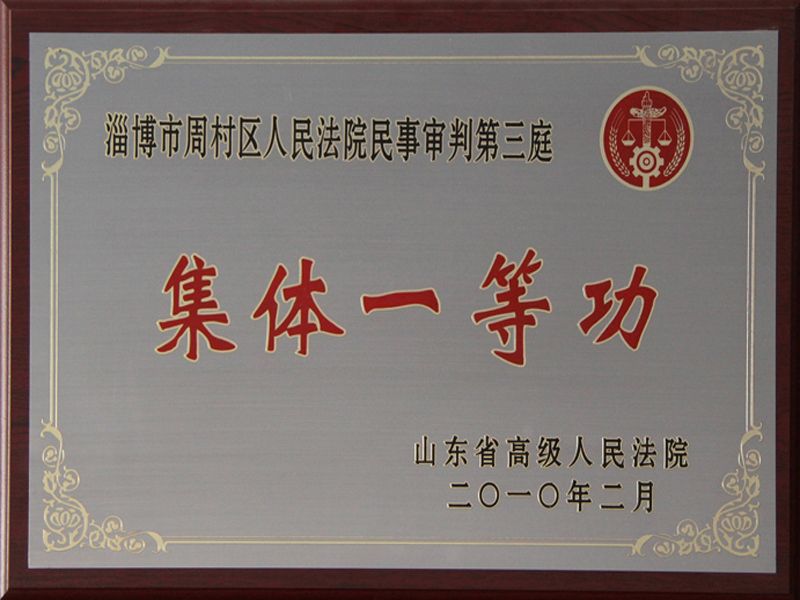 淄博市周村区人民法院民事审判第三庭
集体一等功
山东省高级人民法院
二〇一〇年二月